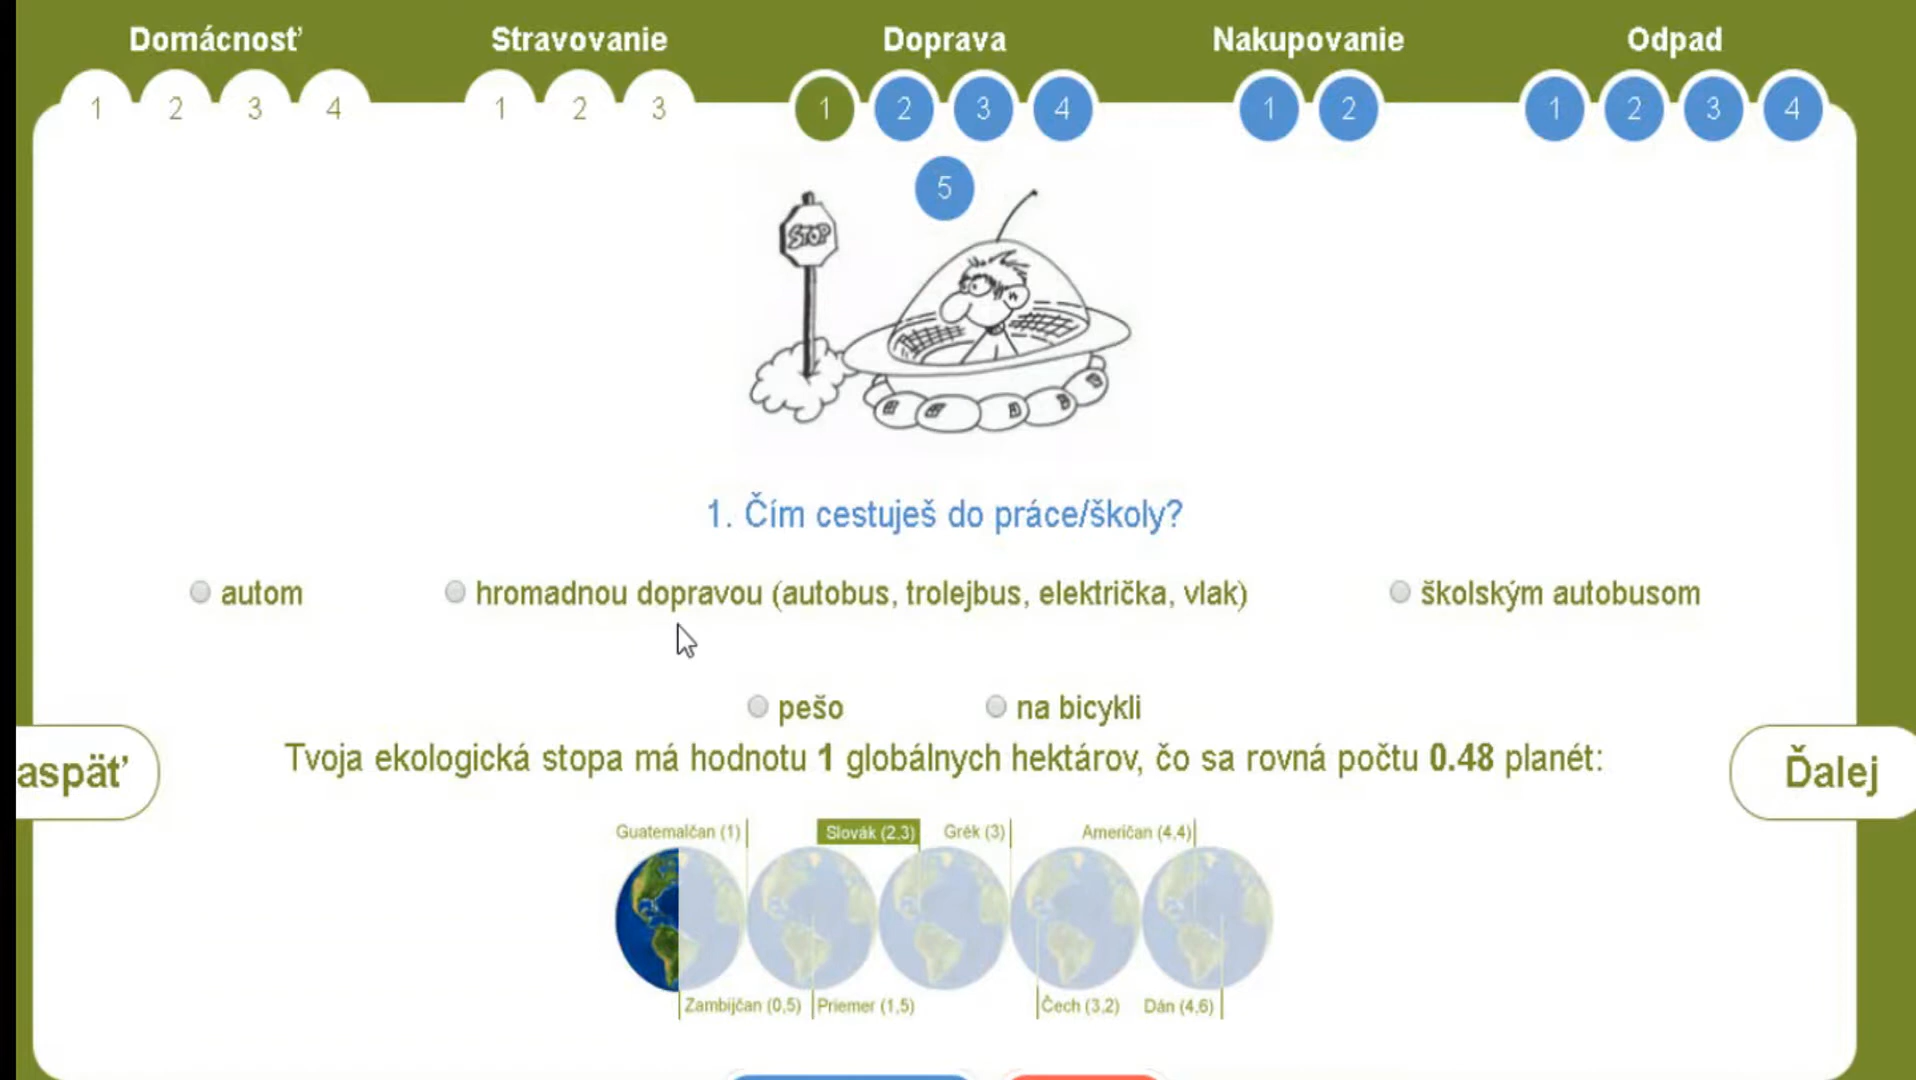 Domácnosť Stravovanie Doprava Nakupovanie Odpad
1 2 3 4 1 2 3 1 2 3 4 1 2 1 2 3 4
5
STOP
1. Čím cestuješ do práce/školy?
autom hromadnou dopravou (autobus, trolejbus, električka, vlak) školským autobusom
pešo na bicykli
Tvoja ekologická stopa má hodnotu 1 globálnych hektárov, čo sa rovná počtu 0.48 planét:
aspäť Ďalej
Guatemalčan (1) Slovák (2,3) Grék (3) Američan (4,4)
Zambijčan (0,5) Priemer (1,5) Čech (3,2) Dán (4,6)